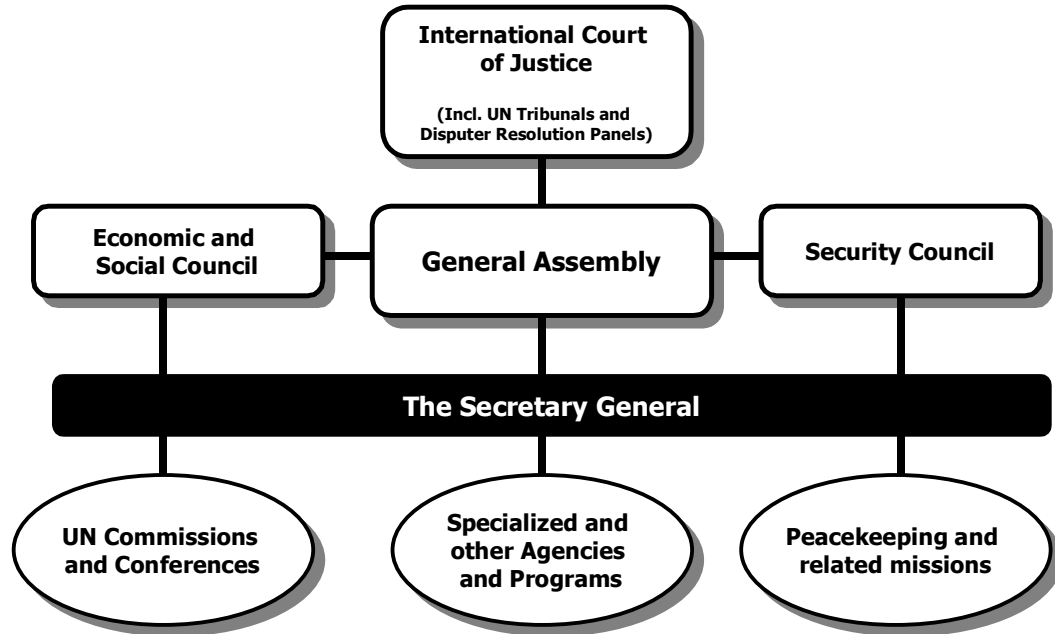 International Court
of Justice
(Incl. UN Tribunals and
Disputer Resolution Panels)
Economic and
Social Council
General Assembly
Security Council
The Secretary General
UN Commissions
and Conferences
Specialized and
other Agencies
and Programs
Peacekeeping and
related missions